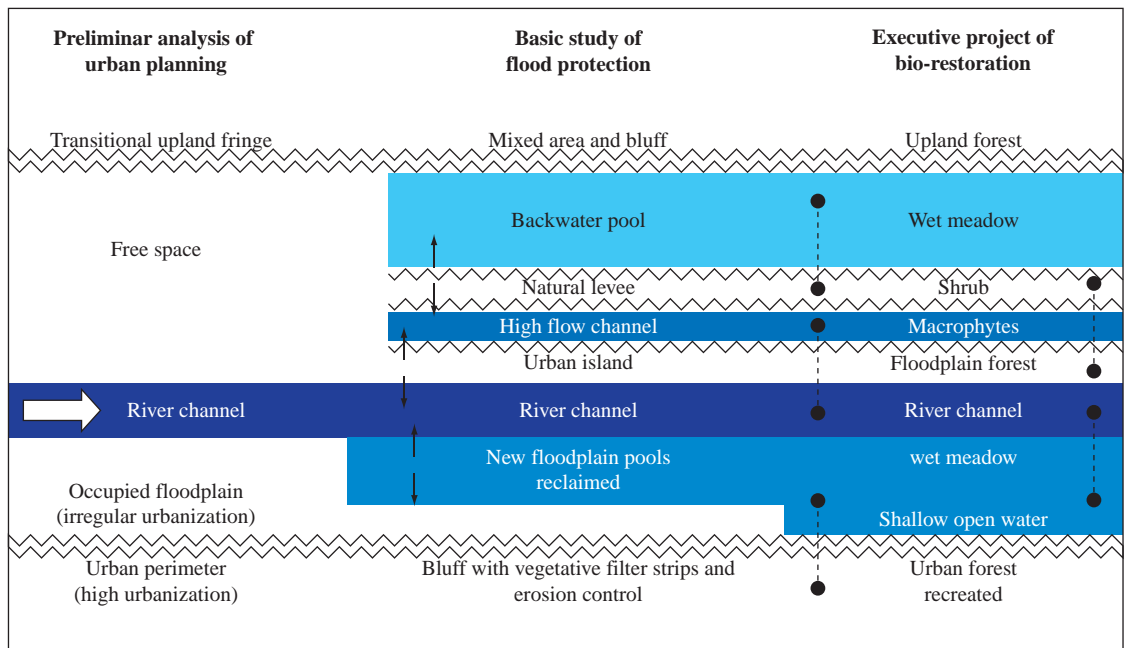 Preliminar analysis of
urban planning
Basic study of
flood protection
Executive project of
bio-restoration
Transitional upland fringe
Mixed area and bluff
Upland forest
Free space
Backwater pool
Wet meadow
Natural levee
Shrub
High flow channel
Macrophytes
Urban island
Floodplain forest
River channel
River channel
River channel
New floodplain pools
reclaimed
wet meadow
Occupied floodplain
(irregular urbanization)
Shallow open water
Urban perimeter
(high urbanization)
Bluff with vegetative filter strips and
erosion control
Urban forest
recreated